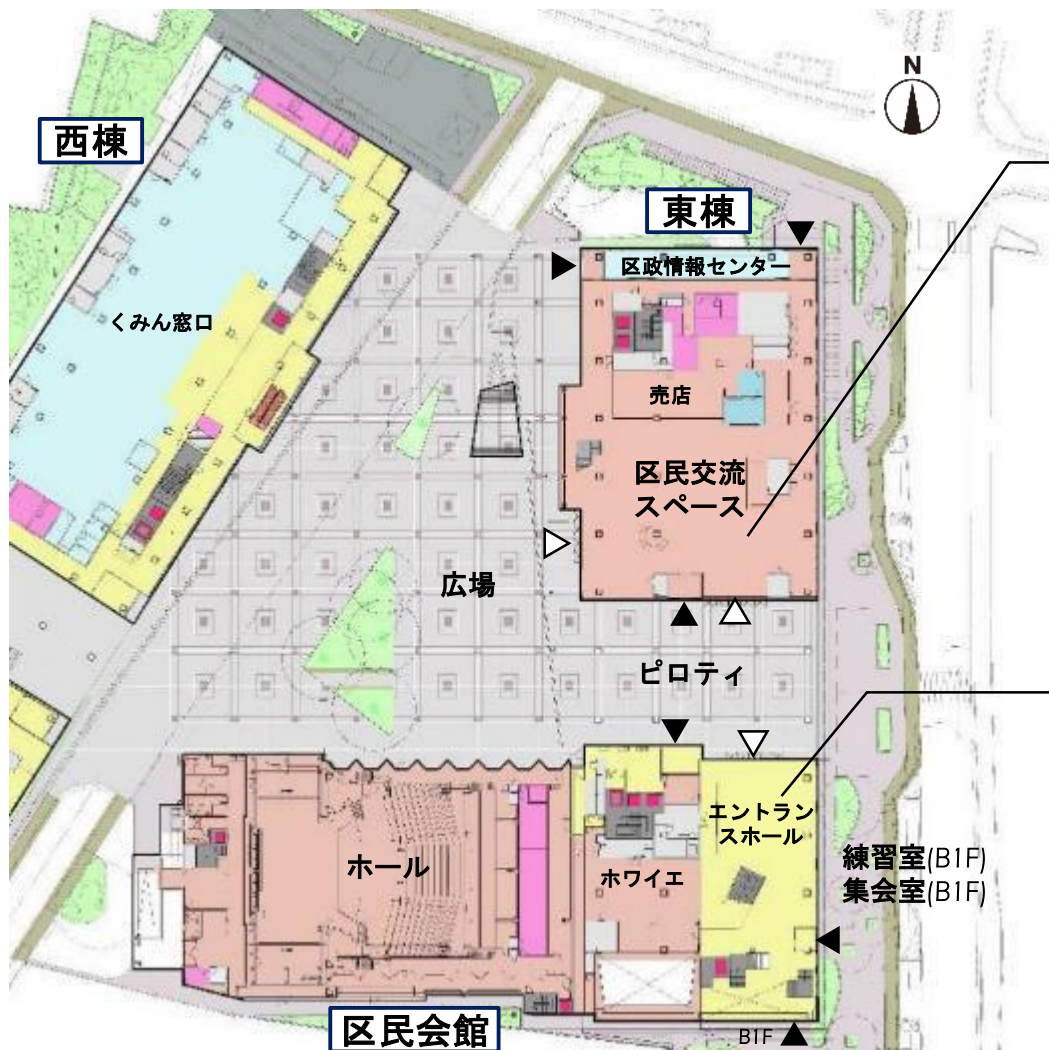 N
西棟
東棟
区政情報センター
くみん窓口
売店
区民交流
スペース
広場
ピロティ
エントラン
スホール
ホール
ホワイエ
練習室(B1F)
集会室(B1F)
区民会館
B1F